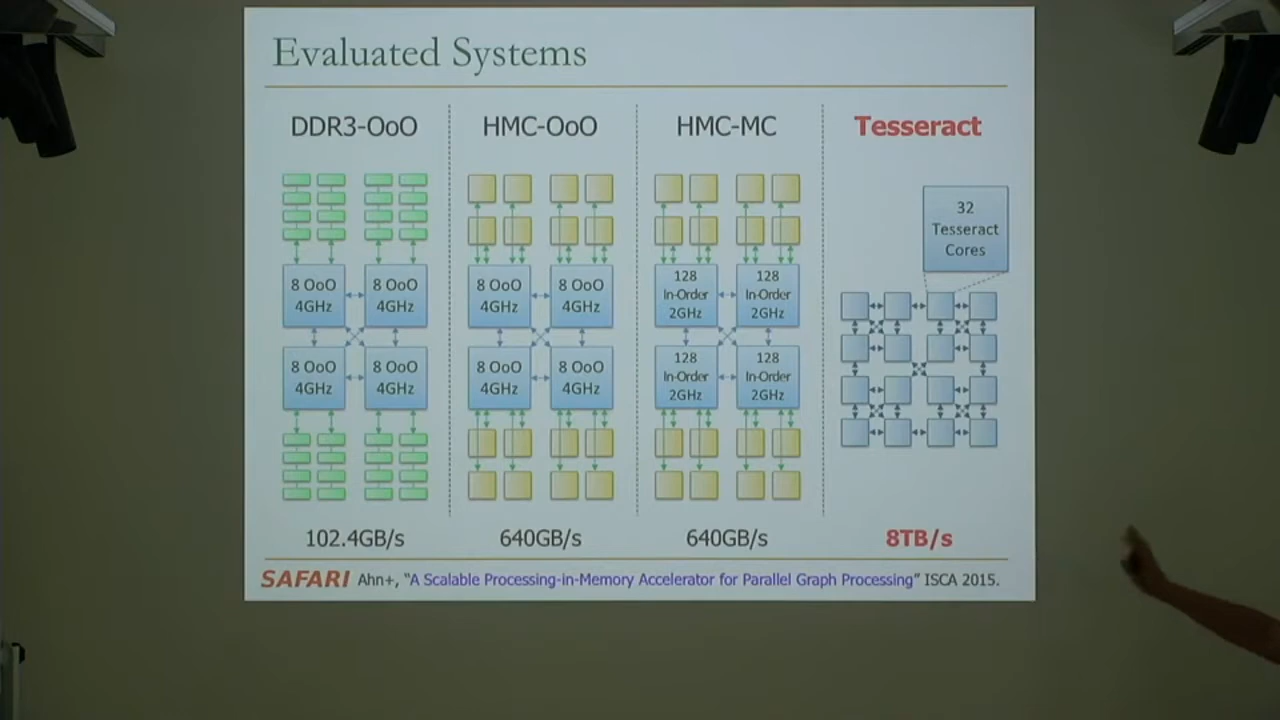 Evaluated Systems
DDR3-OoO
HMC-OoO
HMC-MC
Tesseract
8 OoO
4GHz
8 OoO
4GHz
8 OoO
4GHz
8 OoO
4GHz
8 OoO
4GHz
8 OoO
4GHz
8 OoO
4GHz
8 OoO
4GHz
128
In-Order
2GHz
128
In-Order
2GHz
128
In-Order
2GHz
128
In-Order
2GHz
32
Tesseract
Cores
102.4GB/s
640GB/s
640GB/s
8TB/s
SAFARI Ahn+, "A Scalable Processing-in-Memory Accelerator for Parallel Graph Processing" ISCA 2015.